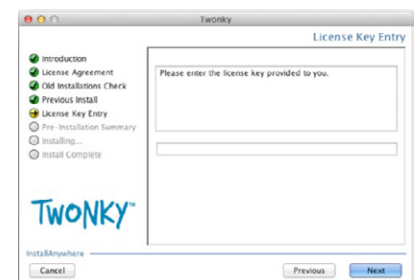 Twonky
License Key Entry
Introduction
License Agreement
Old Installations Check
Previous Install
License Key Entry
Pre-Installation Summary
Installing...
Install Complete
Please enter the license key provided to you.
TWONKY™
InstallAnywhere
Cancel
Previous
Next